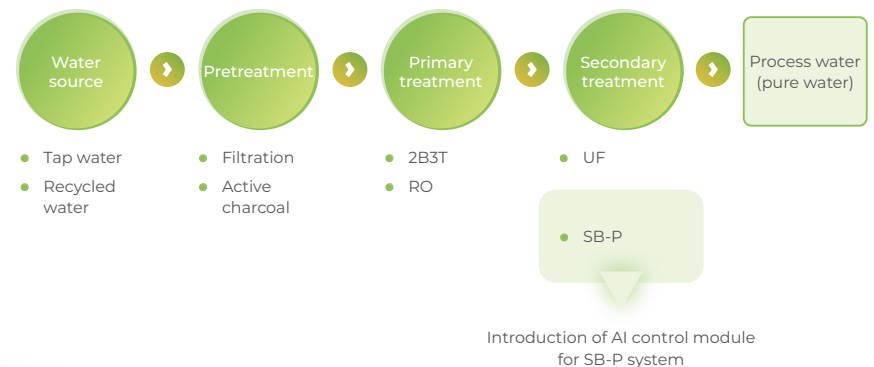 Water
source
Pretreatment
Primary
treatment
Secondary
treatment
Process water
(pure water)
Tap water
Recycled
water
Filtration
Active
charcoal
2B3T
RO
UF
SB-P
Introduction of AI control module
for SB-P system